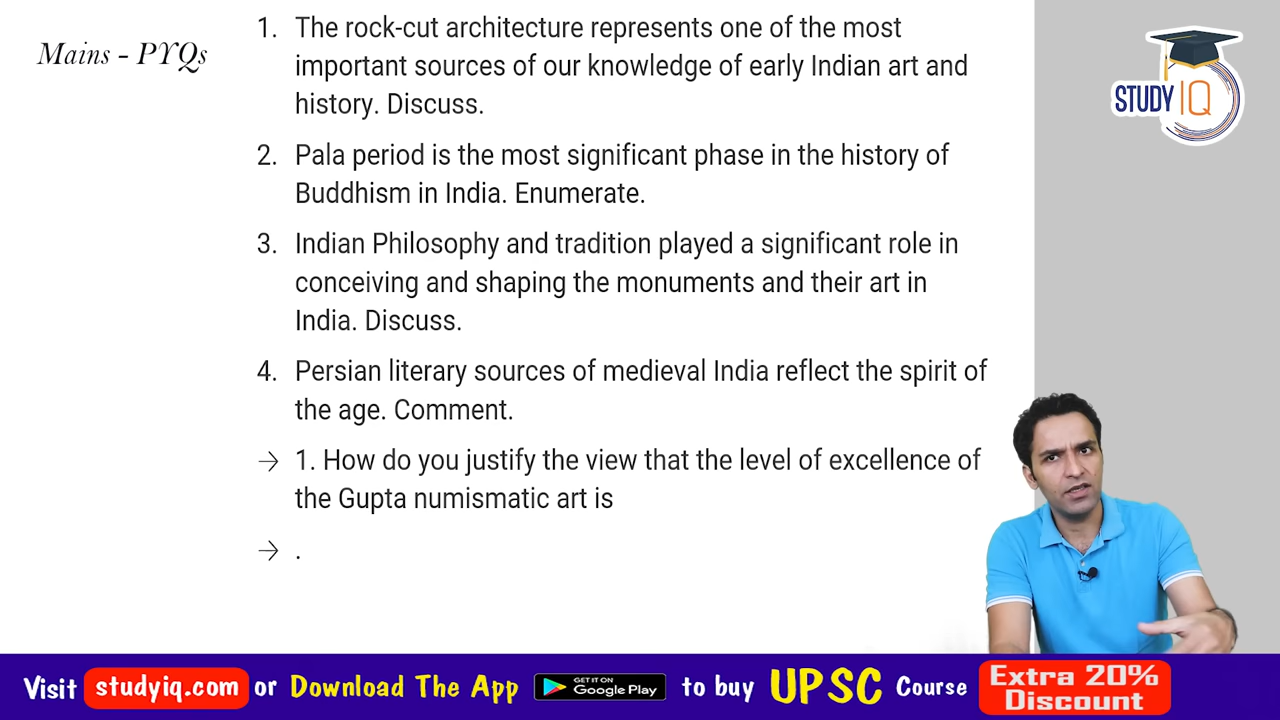 Mains - PYQs
1. The rock-cut architecture represents one of the most
important sources of our knowledge of early Indian art and
history. Discuss.
2. Pala period is the most significant phase in the history of
Buddhism in India. Enumerate.
3. Indian Philosophy and tradition played a significant role in
conceiving and shaping the monuments and their art in
India. Discuss.
4. Persian literary sources of medieval India reflect the spirit of
the age. Comment.
→ 1. How do you justify the view that the level of excellence of
the Gupta numismatic art is
→ .
STUDY IQ
Visit studyiq.com or Download The App GET IT ON Google Play to buy UPSC Course Extra 20% Discount